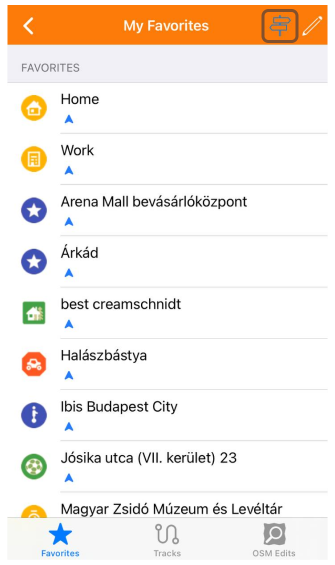 My Favorites
FAVORITES
Home
Work
Arena Mall bevásárlóközpont
Árkád
best creamschnidt
Halászbástya
Ibis Budapest City
Jósika utca (VII. kerület) 23
Magyar Zsidó Múzeum és Levéltár
Favorites
Tracks
OSM Edits